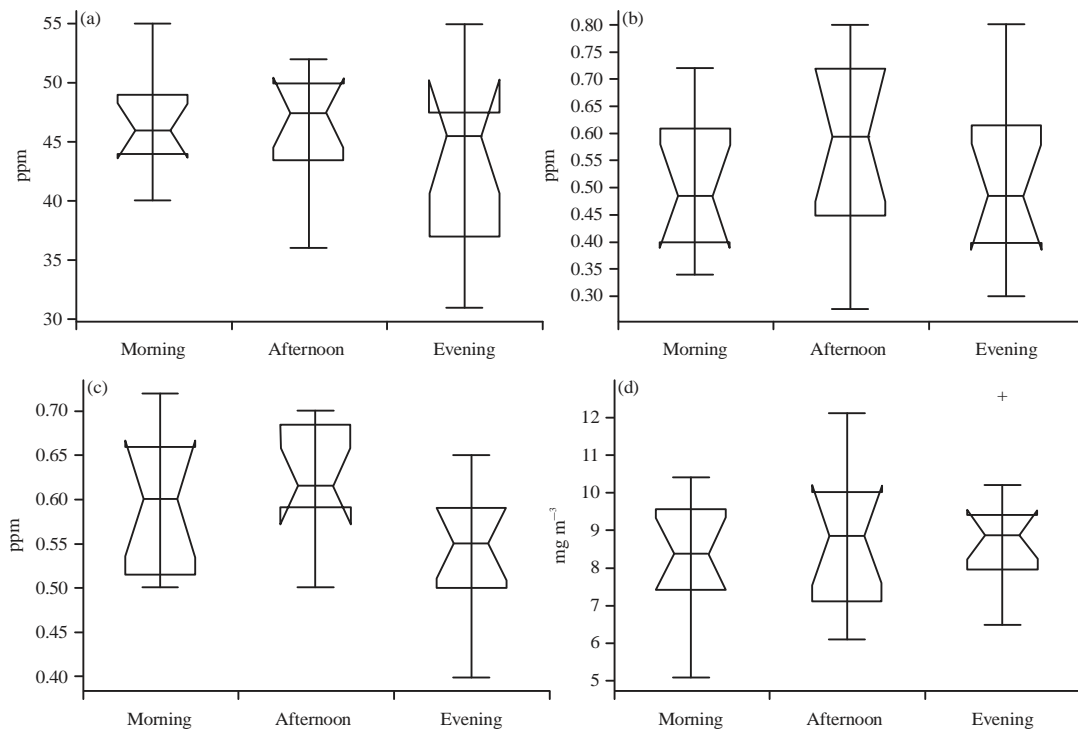 (a)
55
50
45
40
35
30
ppm
Morning Afternoon Evening
(b)
0.80
0.75
0.70
0.65
0.60
0.55
0.50
0.45
0.40
0.35
0.30
ppm
Morning Afternoon Evening
(c)
0.70
0.65
0.60
0.55
0.50
0.45
0.40
ppm
Morning Afternoon Evening
(d)
12
11
10
9
8
7
6
5
mg m⁻³
Morning Afternoon Evening